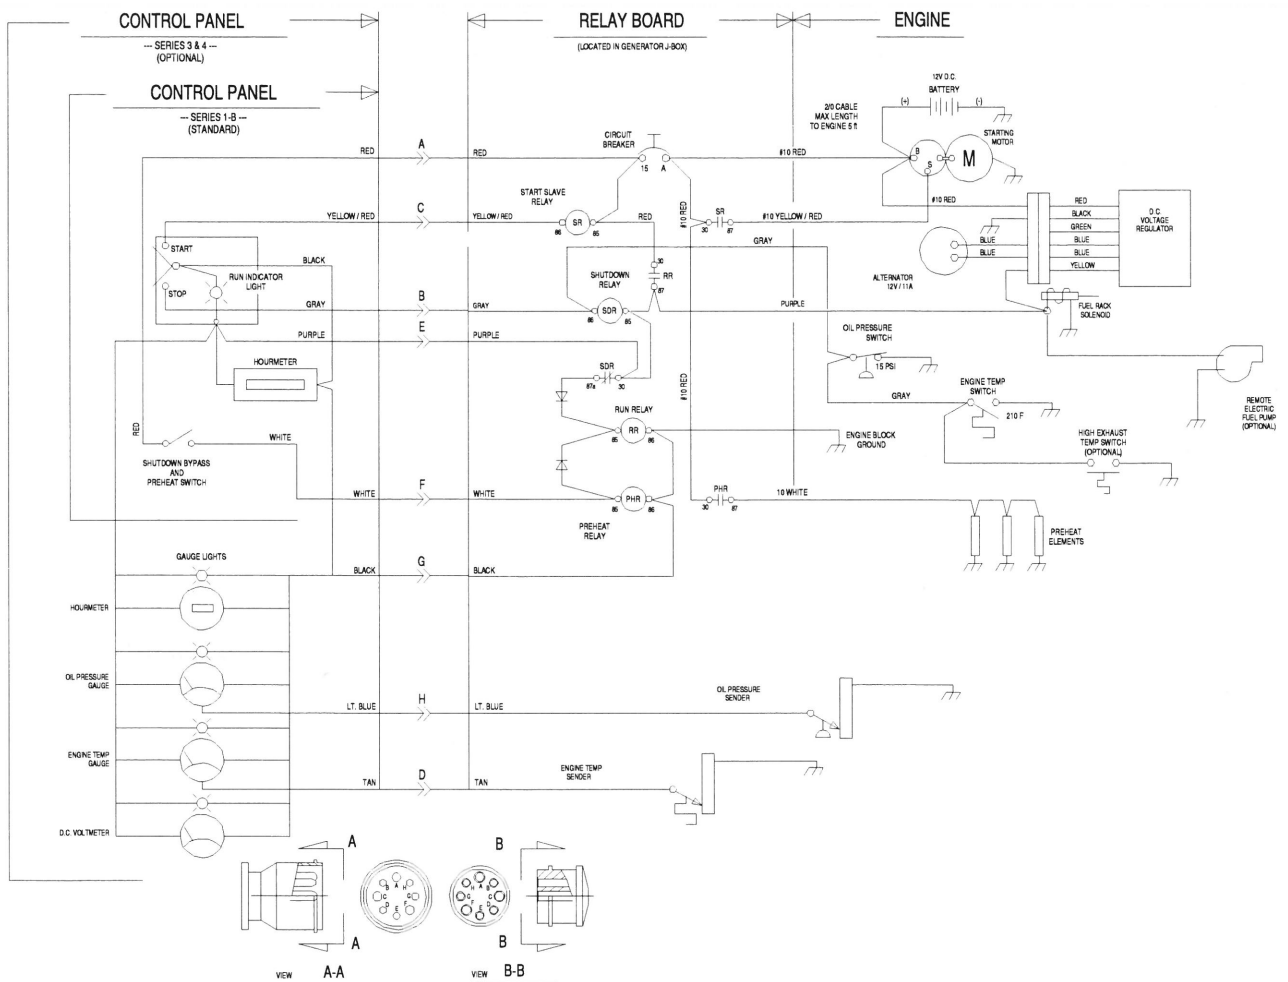 CONTROL PANEL
--- SERIES 3 & 4 ---
(OPTIONAL)
RELAY BOARD
(LOCATED IN GENERATOR J-BOX)
ENGINE
CONTROL PANEL
--- SERIES 1-B ---
(STANDARD)
12V D.C.
BATTERY
(+)
(-)
2/0 CABLE
MAX LENGTH
TO ENGINE 5 ft
STARTING
MOTOR
B
S
M
CIRCUIT
BREAKER
15
A
RED
A
RED
#10 RED
START SLAVE
RELAY
YELLOW / RED
C
YELLOW / RED
86
SR
85
RED
#10 RED
SR
30
87
#10 YELLOW / RED
#10 RED
RED
BLACK
GREEN
BLUE
BLUE
YELLOW
BLUE
BLUE
D.C.
VOLTAGE
REGULATOR
ALTERNATOR
12V / 11A
START
STOP
RUN INDICATOR
LIGHT
BLACK
GRAY
30
RR
87
SHUTDOWN
RELAY
GRAY
B
GRAY
86
SDR
85
PURPLE
FUEL RACK
SOLENOID
PURPLE
E
PURPLE
OIL PRESSURE
SWITCH
15 PSI
HOURMETER
SDR
87a
30
#10 RED
GRAY
ENGINE TEMP
SWITCH
210 F
REMOTE
ELECTRIC
FUEL PUMP
(OPTIONAL)
RUN RELAY
85
RR
86
ENGINE BLOCK
GROUND
HIGH EXHAUST
TEMP SWITCH
(OPTIONAL)
RED
WHITE
SHUTDOWN BYPASS
AND
PREHEAT SWITCH
WHITE
F
WHITE
85
PHR
86
PREHEAT
RELAY
PHR
30
87
10 WHITE
PREHEAT
ELEMENTS
GAUGE LIGHTS
BLACK
G
BLACK
HOURMETER
OIL PRESSURE
GAUGE
LT. BLUE
H
LT. BLUE
OIL PRESSURE
SENDER
ENGINE TEMP
GAUGE
TAN
D
TAN
ENGINE TEMP
SENDER
D.C. VOLTMETER
A
B
B
A
H
C
G
D
E
F
I
H
A
B
G
C
F
E
D
A
B
VIEW A-A
VIEW B-B